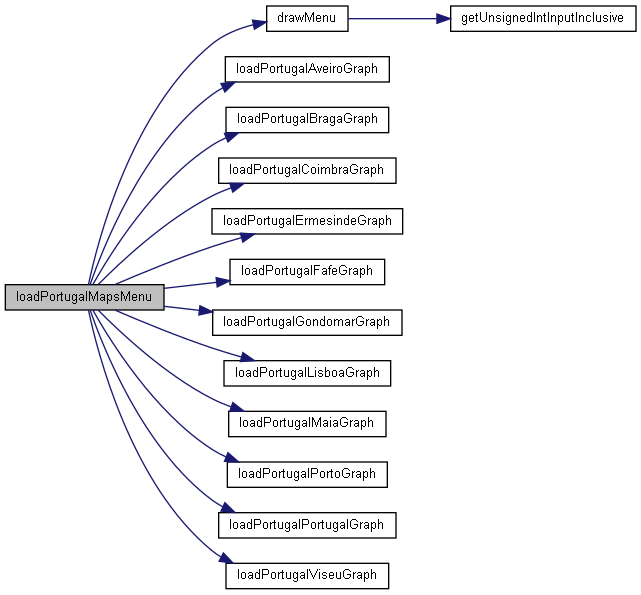 drawMenu
getUnsignedIntInputInclusive
loadPortugalAveiroGraph
loadPortugalBragaGraph
loadPortugalCoimbraGraph
loadPortugalErmesindeGraph
loadPortugalFafeGraph
loadPortugalMapsMenu
loadPortugalGondomarGraph
loadPortugalLisboaGraph
loadPortugalMaiaGraph
loadPortugalPortoGraph
loadPortugalPortugalGraph
loadPortugalViseuGraph